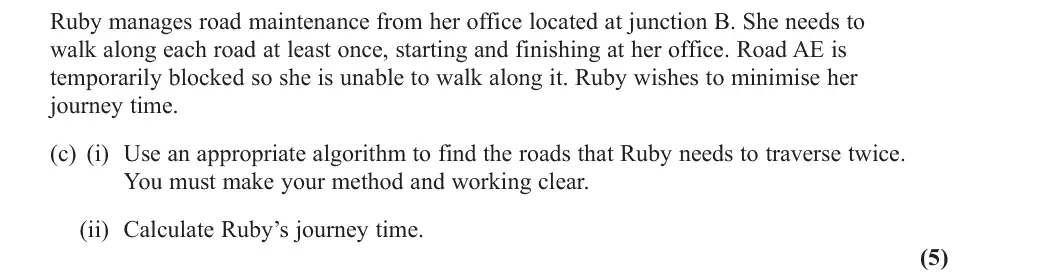 Ruby manages road maintenance from her office located at junction B. She needs to
walk along each road at least once, starting and finishing at her office. Road AE is
temporarily blocked so she is unable to walk along it. Ruby wishes to minimise her
journey time.
(c) (i) Use an appropriate algorithm to find the roads that Ruby needs to traverse twice.
You must make your method and working clear.
(ii) Calculate Ruby's journey time.
(5)